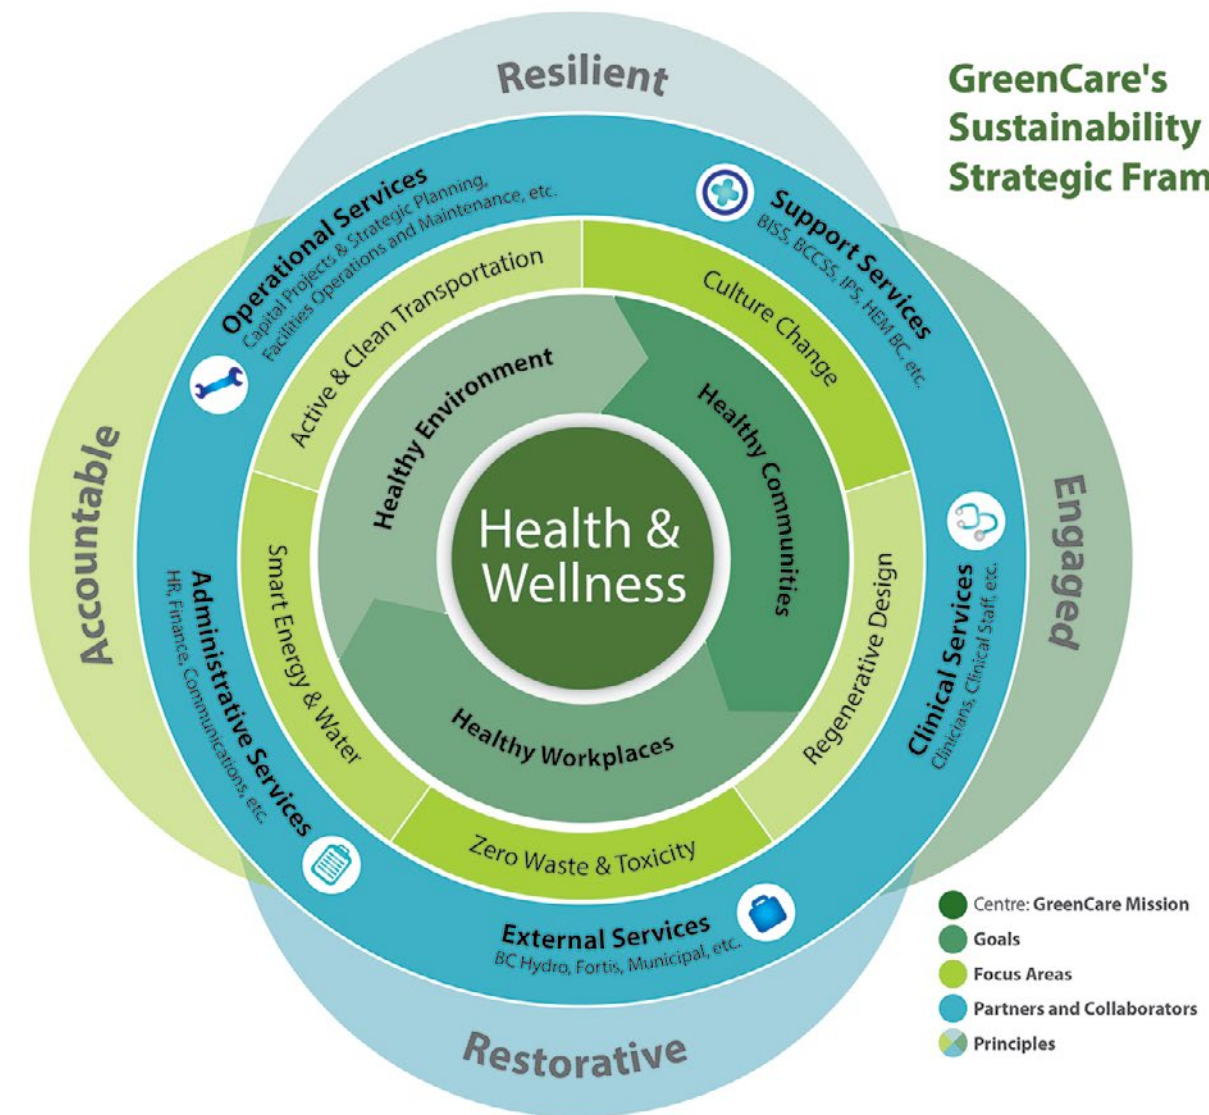 GreenCare's
Sustainability
Strategic Fram
Resilient
Engaged
Restorative
Accountable
Operational Services
Capital Projects & Strategic Planning,
Facilities Operations and Maintenance, etc.
Support Services
BISS, BCCSS, IPS, HEM BC, etc.
Clinical Services
Clinicians, Clinical Staff, etc.
External Services
BC Hydro, Fortis, Municipal, etc.
Administrative Services
HR, Finance, Communications, etc.
Active & Clean Transportation
Culture Change
Regenerative Design
Zero Waste & Toxicity
Smart Energy & Water
Healthy Environment
Healthy Communities
Healthy Workplaces
Health &
Wellness
Centre: GreenCare Mission
Goals
Focus Areas
Partners and Collaborators
Principles